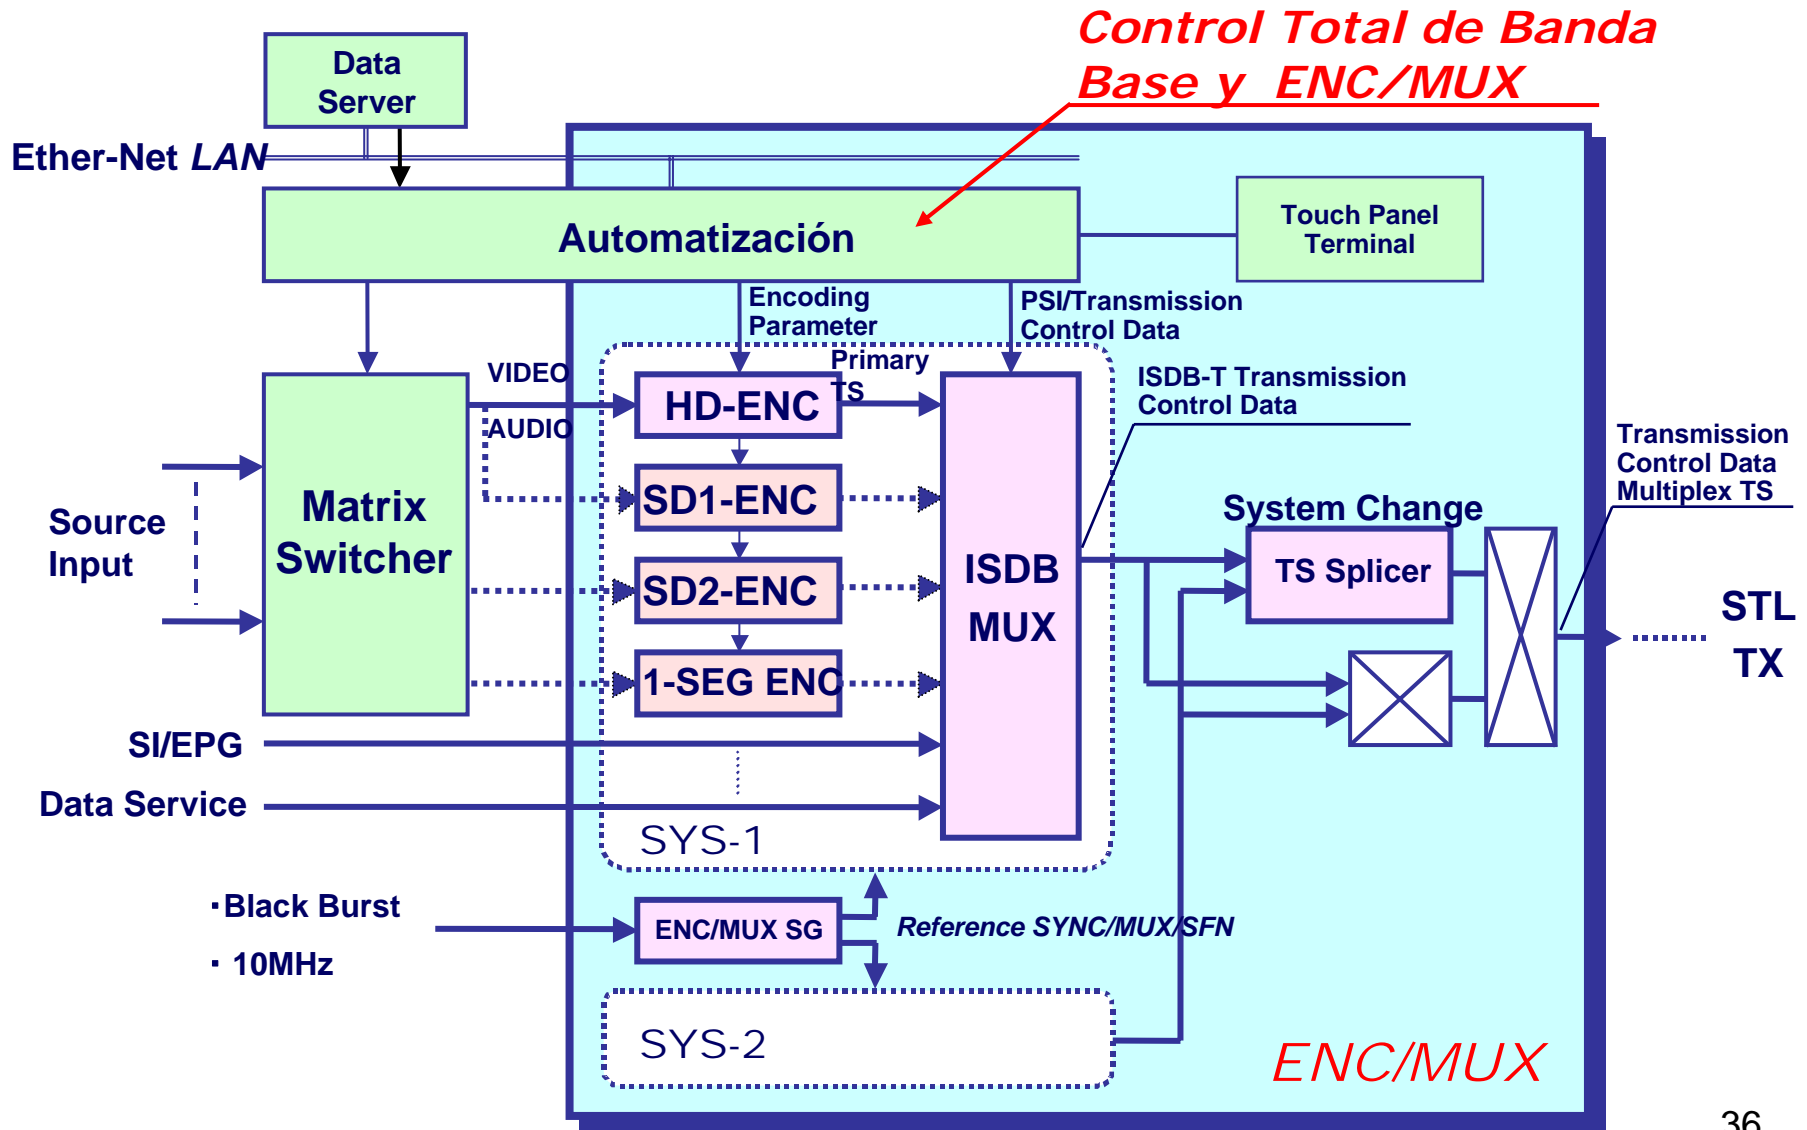 Control Total de Banda
Base y ENC/MUX
Data
Server
Ether-Net LAN
Automatización
Touch Panel
Terminal
Encoding
Parameter
PSI/Transmission
Control Data
Primary
TS
VIDEO
AUDIO
HD-ENC
ISDB-T Transmission
Control Data
Transmission
Control Data
Multiplex TS
Source
Input
Matrix
Switcher
SD1-ENC
SD2-ENC
1-SEG ENC
ISDB
MUX
System Change
TS Splicer
STL
TX
SI/EPG
Data Service
SYS-1
・Black Burst
・10MHz
ENC/MUX SG
Reference SYNC/MUX/SFN
SYS-2
ENC/MUX
36